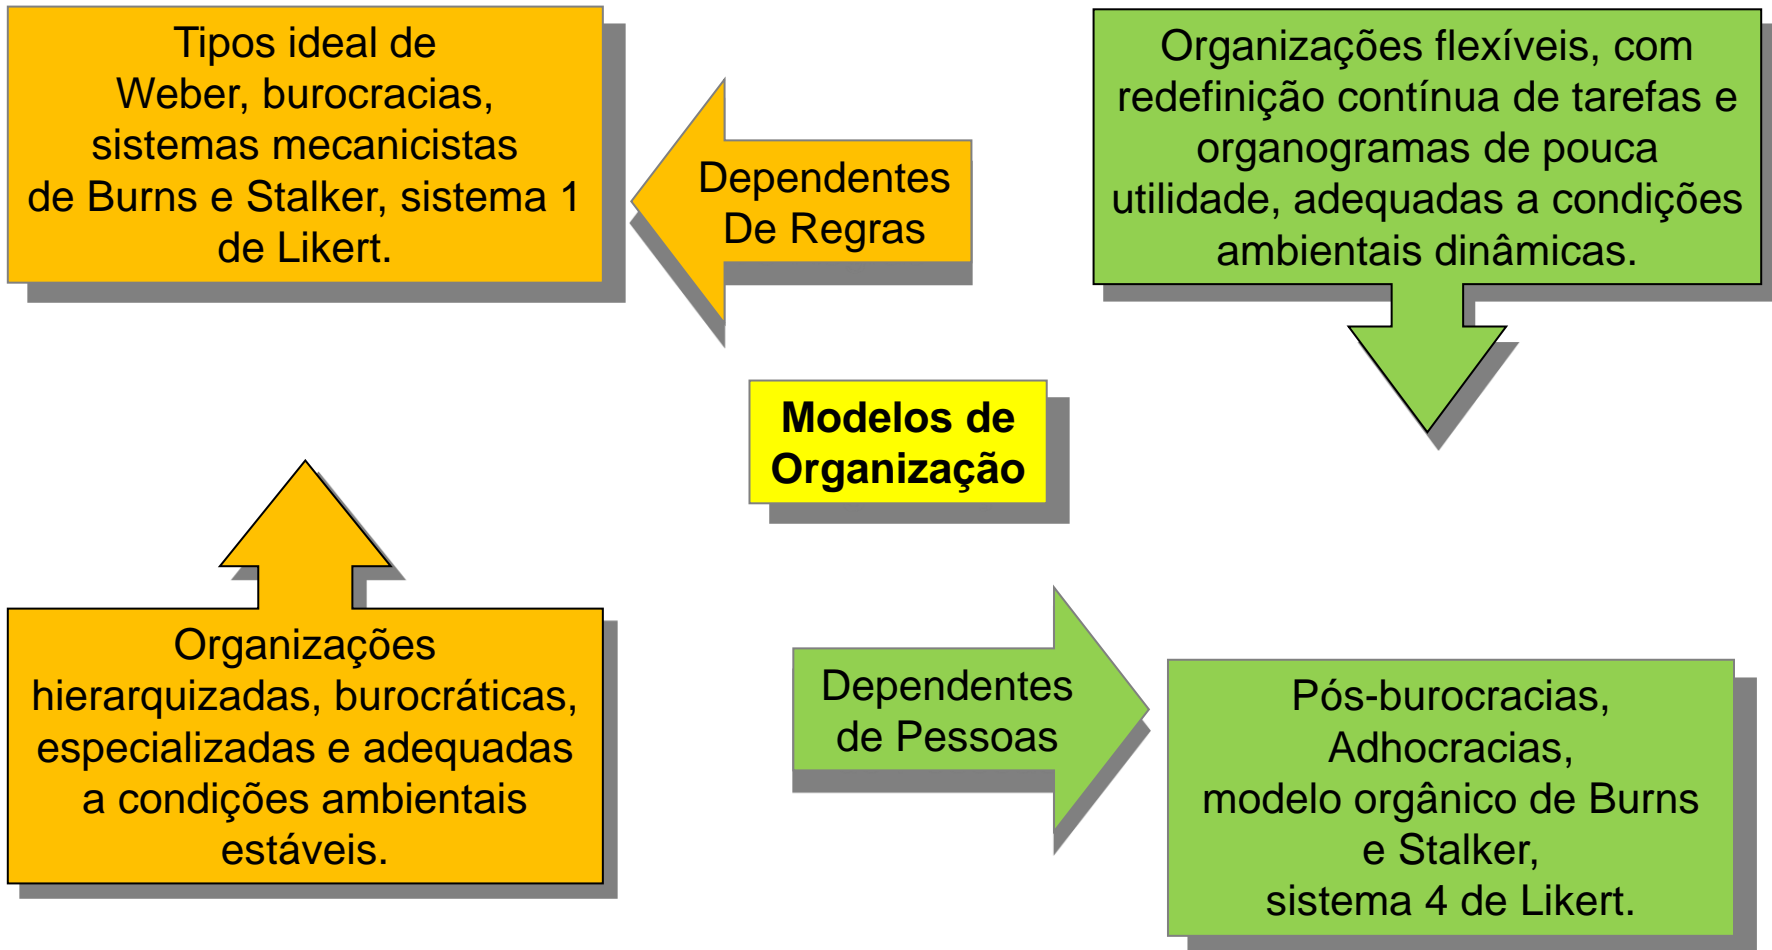 Tipos ideal de
Weber, burocracias,
sistemas mecanicistas
de Burns e Stalker, sistema 1
de Likert.
Dependentes
De Regras
Organizações flexíveis, com
redefinição contínua de tarefas e
organogramas de pouca
utilidade, adequadas a condições
ambientais dinâmicas.
Modelos de
Organização
Organizações
hierarquizadas, burocráticas,
especializadas e adequadas
a condições ambientais
estáveis.
Dependentes
de Pessoas
Pós-burocracias,
Adhocracias,
modelo orgânico de Burns
e Stalker,
sistema 4 de Likert.